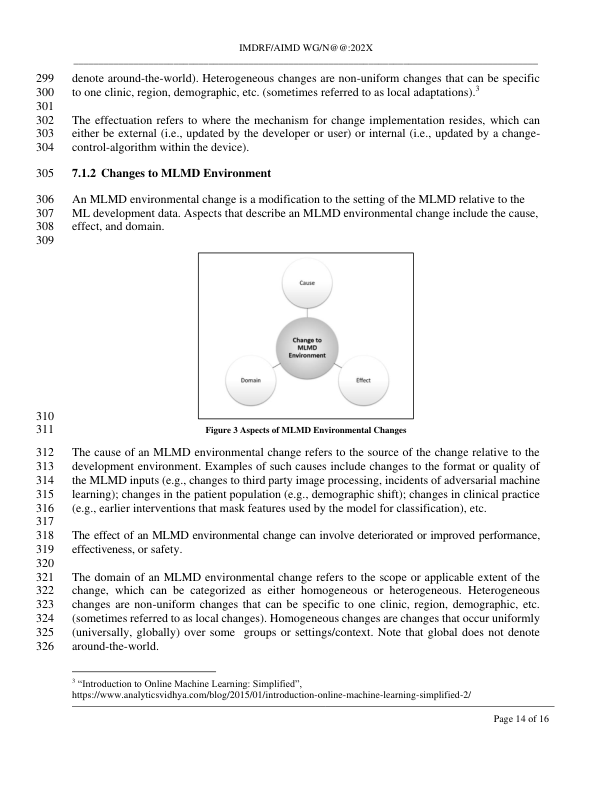 IMDRF/AIMD WG/N@@:202X
299 denote around-the-world). Heterogeneous changes are non-uniform changes that can be specific
300 to one clinic, region, demographic, etc. (sometimes referred to as local adaptations).3
301
302 The effectuation refers to where the mechanism for change implementation resides, which can
303 either be external (i.e., updated by the developer or user) or internal (i.e., updated by a change-
304 control-algorithm within the device).
305 7.1.2 Changes to MLMD Environment
306 An MLMD environmental change is a modification to the setting of the MLMD relative to the
307 ML development data. Aspects that describe an MLMD environmental change include the cause,
308 effect, and domain.
309
Cause
Change to
MLMD
Environment
Domain
Effect
310
311 Figure 3 Aspects of MLMD Environmental Changes
312 The cause of an MLMD environmental change refers to the source of the change relative to the
313 development environment. Examples of such causes include changes to the format or quality of
314 the MLMD inputs (e.g., changes to third party image processing, incidents of adversarial machine
315 learning); changes in the patient population (e.g., demographic shift); changes in clinical practice
316 (e.g., earlier interventions that mask features used by the model for classification), etc.
317
318 The effect of an MLMD environmental change can involve deteriorated or improved performance,
319 effectiveness, or safety.
320
321 The domain of an MLMD environmental change refers to the scope or applicable extent of the
322 change, which can be categorized as either homogeneous or heterogeneous. Heterogeneous
323 changes are non-uniform changes that can be specific to one clinic, region, demographic, etc.
324 (sometimes referred to as local changes). Homogeneous changes are changes that occur uniformly
325 (universally, globally) over some groups or settings/context. Note that global does not denote
326 around-the-world.
3 “Introduction to Online Machine Learning: Simplified”,
https://www.analyticsvidhya.com/blog/2015/01/introduction-online-machine-learning-simplified-2/
Page 14 of 16